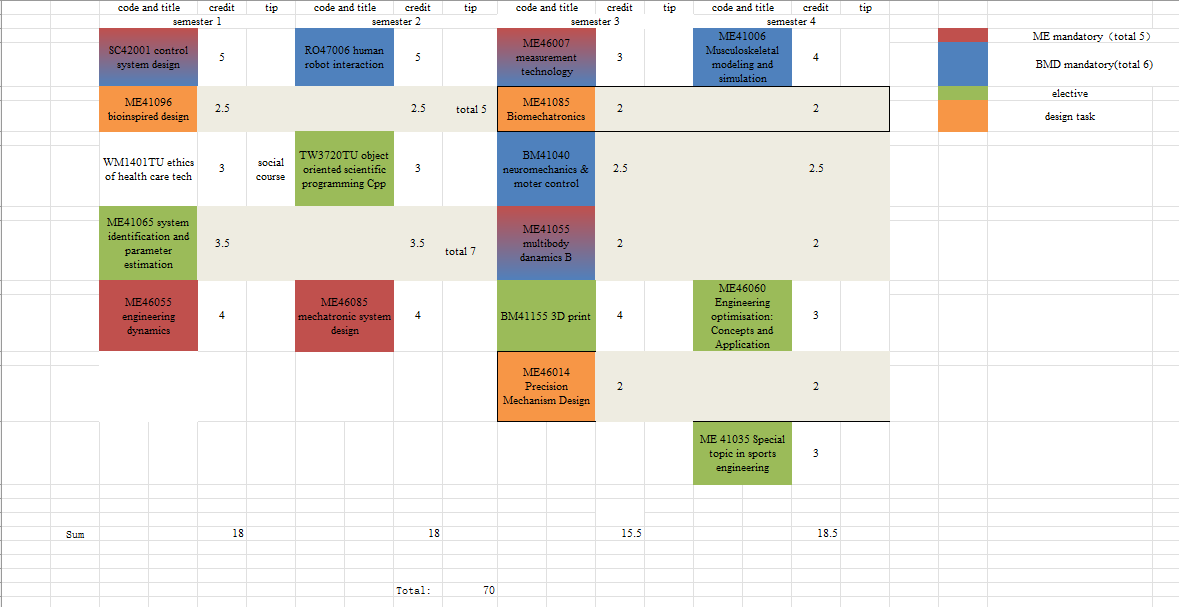 code and title credit tip code and title credit tip code and title credit tip code and title credit tip
semester 1 semester 2 semester 3 semester 4
SC42001 control
system design
5
RO47006 human
robot interaction
5
ME46007
measurement
technology
3
ME41006
Musculoskeletal
modeling and
simulation
4
ME mandatory (total 5)
BMD mandatory(total 6)
elective
design task
ME41096
bioinspired design
2.5
2.5
total 5
ME41085
Biomechatronics
2
2
WM1401TU ethics
of health care tech
3
social
course
TW3720TU object
oriented scientific
programming Cpp
3
BM41040
neuromechanics &
moter control
2.5
2.5
ME41065 system
identification and
parameter
estimation
3.5
3.5
total 7
ME41055
multibody
danamics B
2
2
ME46055
engineering
dynamics
4
ME46085
mechatronic system
design
4
BM41155 3D print
4
ME46060
Engineering
optimisation:
Concepts and
Application
3
ME46014
Precision
Mechanism Design
2
2
ME 41035 Special
topic in sports
engineering
3
Sum 18 18 15.5 18.5
Total: 70